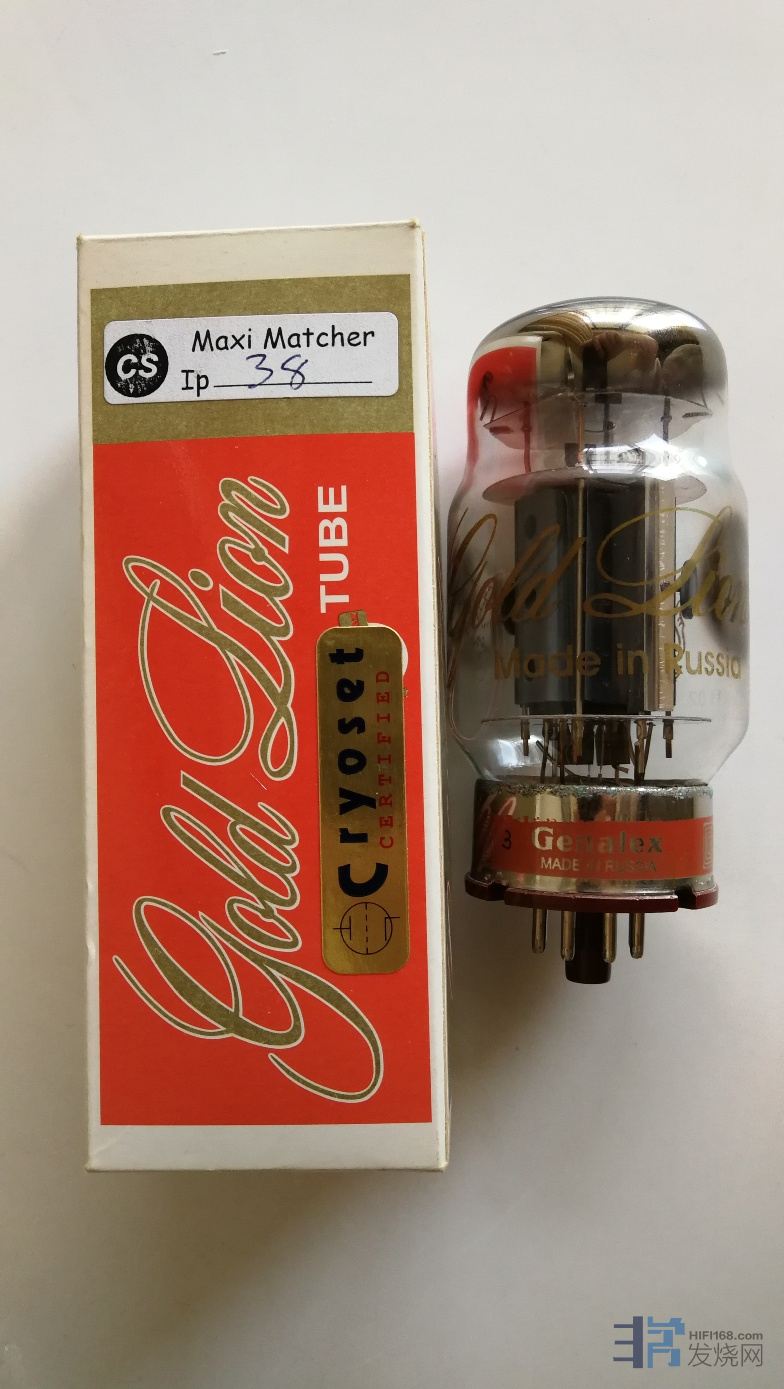 CS
Maxi Matcher
Ip 38
Gold Lion
TUBE
Cryoset
CERTIFIED
Gold Lion
Made in Russia
3
Genalex
MADE IN RUSSIA
HIFI168.com
发烧网